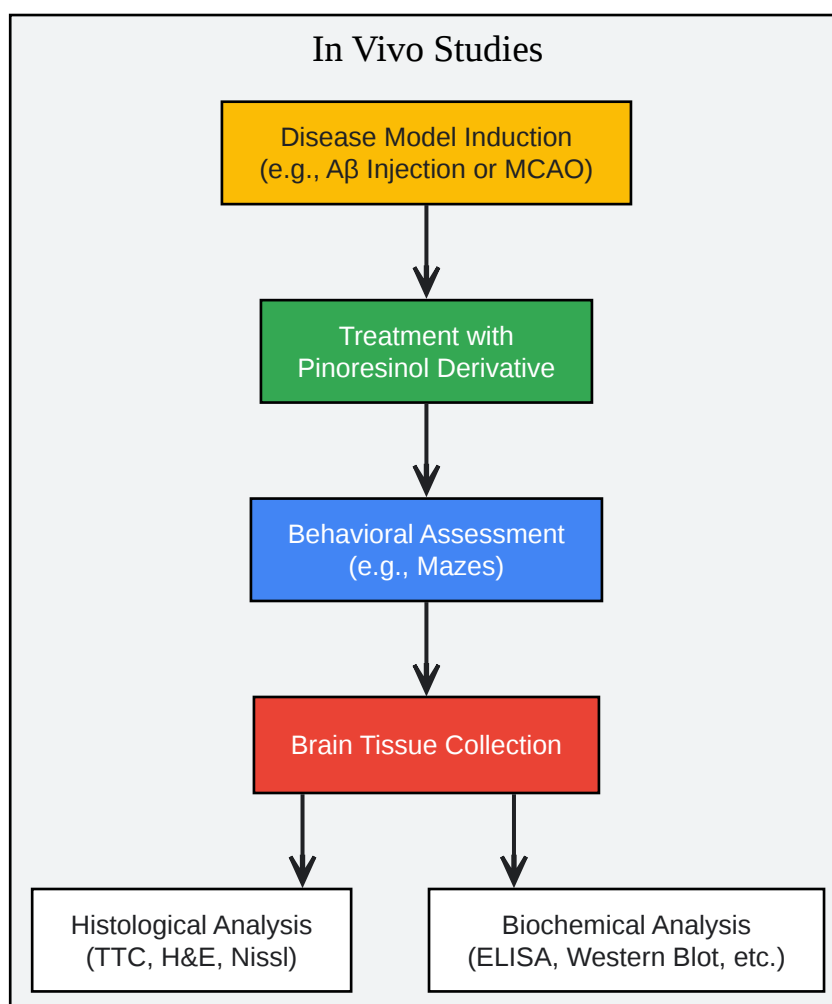 In Vivo Studies
Disease Model Induction
(e.g., Aβ Injection or MCAO)
Treatment with
Pinoresinol Derivative
Behavioral Assessment
(e.g., Mazes)
Brain Tissue Collection
Histological Analysis
(TTC, H&E, Nissl)
Biochemical Analysis
(ELISA, Western Blot, etc.)